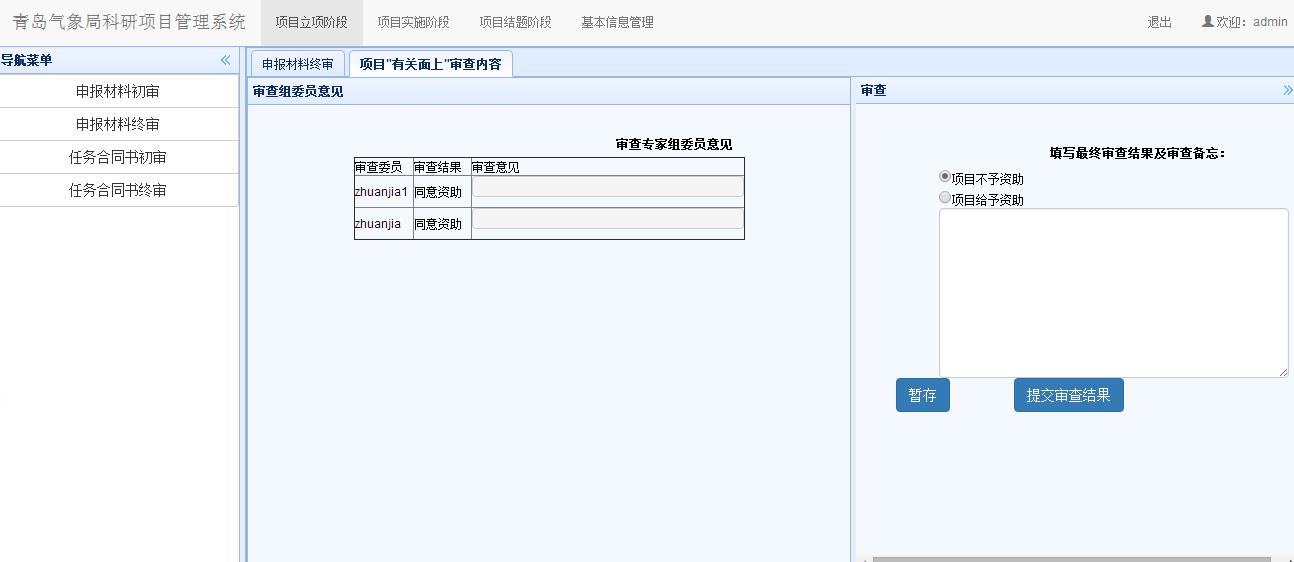 青岛气象局科研项目管理系统 项目立项阶段 项目实施阶段 项目结题阶段 基本信息管理 退出 欢迎：admin
导航菜单
申报材料初审
申报材料终审
任务合同书初审
任务合同书终审
申报材料终审 项目"有关面上"审查内容
审查组委员意见
审查专家组委员意见
审查委员 审查结果 审查意见
zhuanjia1 同意资助
zhuanjia 同意资助
审查
填写最终审查结果及审查备忘：
项目不予资助
项目给予资助
暂存 提交审查结果